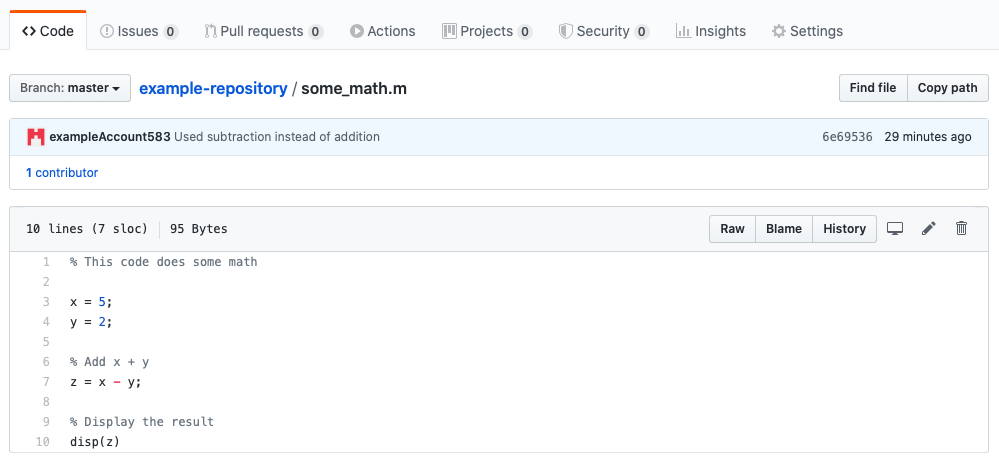 <> Code Issues 0 Pull requests 0 Actions Projects 0 Security 0 Insights Settings
Branch: master example-repository / some_math.m Find file Copy path
exampleAccount583 Used subtraction instead of addition 6e69536 29 minutes ago
1 contributor
10 lines (7 sloc) 95 Bytes Raw Blame History
1 % This code does some math
2
3 x = 5;
4 y = 2;
5
6 % Add x + y
7 z = x - y;
8
9 % Display the result
10 disp(z)